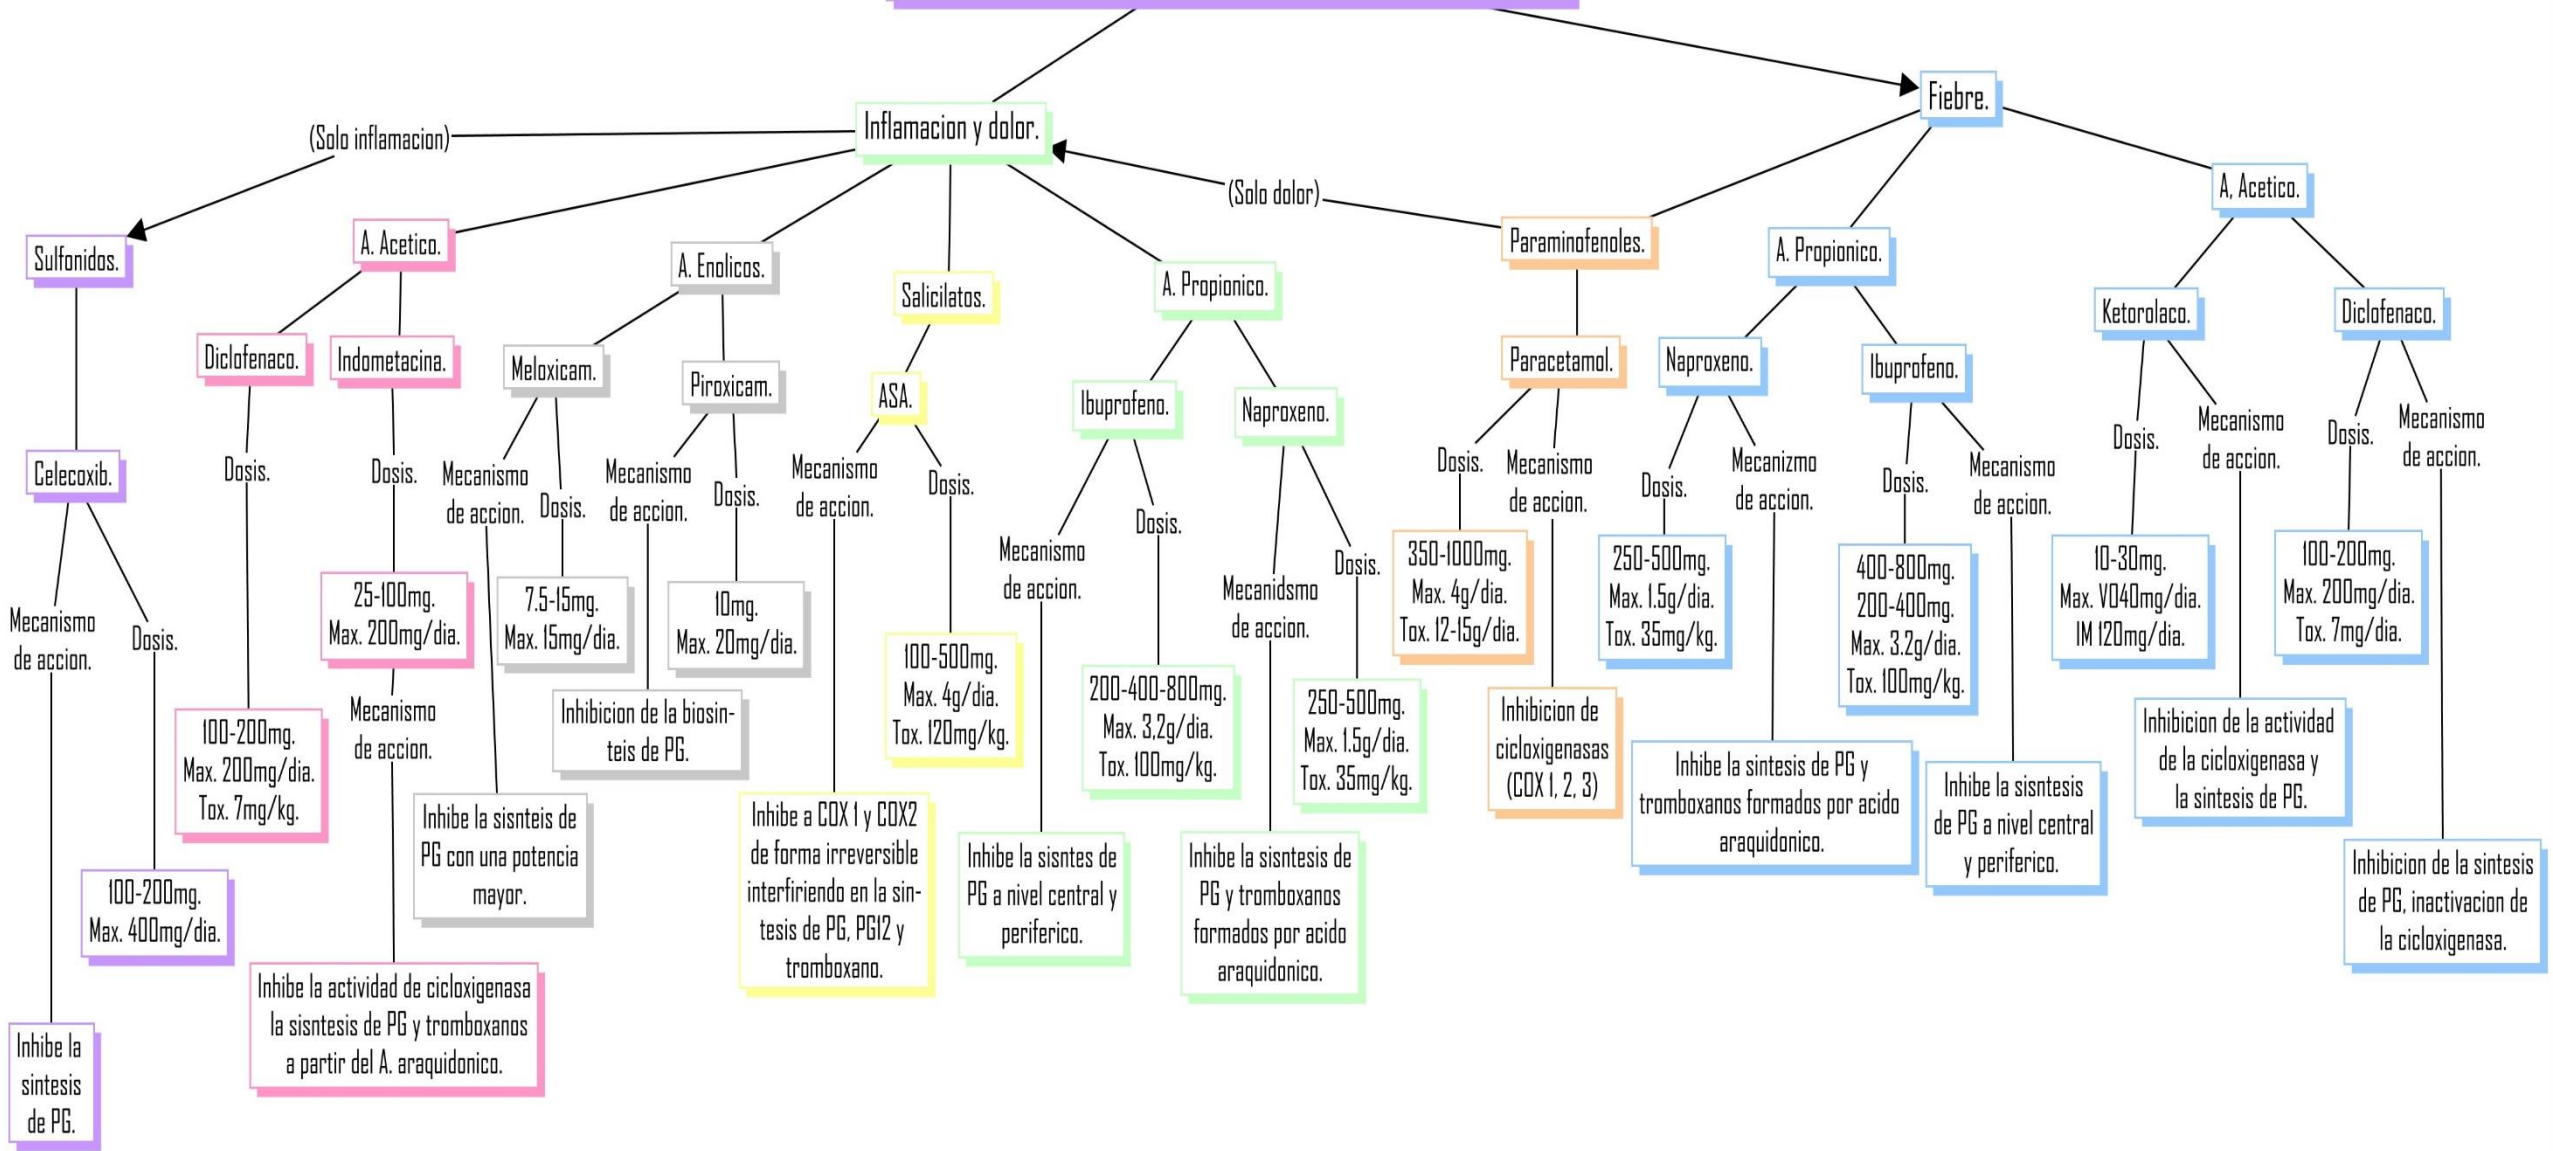 Fiebre.
Inflamacion y dolor.
(Solo inflamacion)
(Solo dolor)
Sulfonidos.
A. Acetico.
A. Enolicos.
Salicilatos.
A. Propionico.
Paraminofenoles.
A. Propionico.
A, Acetico.
Diclofenaco.
Indometacina.
Meloxicam.
Piroxicam.
ASA.
Ibuprofeno.
Naproxeno.
Paracetamol.
Naproxeno.
Ibuprofeno.
Ketorolaco.
Diclofenaco.
Celecoxib.
Mecanismo
de accion.
Dosis.
Inhibe la
sintesis
de PG.
100-200mg.
Max. 400mg/dia.
Dosis.
100-200mg.
Max. 200mg/dia.
Tox. 7mg/kg.
Dosis.
25-100mg.
Max. 200mg/dia.
Mecanismo
de accion.
Inhibe la actividad de cicloxigenasa
la sisntesis de PG y tromboxanos
a partir del A. araquidonico.
Mecanismo
de accion.
Dosis.
7.5-15mg.
Max. 15mg/dia.
Inhibe la sisnteis de
PG con una potencia
mayor.
Mecanismo
de accion.
Dosis.
10mg.
Max. 20mg/dia.
Inhibicion de la biosin-
teis de PG.
Mecanismo
de accion.
Dosis.
100-500mg.
Max. 4g/dia.
Tox. 120mg/kg.
Inhibe a COX 1 y COX2
de forma irreversible
interfiriendo en la sin-
tesis de PG, PG12 y
tromboxano.
Mecanismo
de accion.
Dosis.
200-400-800mg.
Max. 3,2g/dia.
Tox. 100mg/kg.
Inhibe la sisntes de
PG a nivel central y
periferico.
Mecanidsmo
de accion.
Dosis.
250-500mg.
Max. 1.5g/dia.
Tox. 35mg/kg.
Inhibe la sisntesis de
PG y tromboxanos
formados por acido
araquidonico.
Dosis.
Mecanismo
de accion.
350-1000mg.
Max. 4g/dia.
Tox. 12-15g/dia.
Inhibicion de
cicloxigenasas
(COX 1, 2, 3)
Dosis.
Mecanizmo
de accion.
250-500mg.
Max. 1.5g/dia.
Tox. 35mg/kg.
Inhibe la sintesis de PG y
tromboxanos formados por acido
araquidonico.
Dosis.
Mecanismo
de accion.
400-800mg.
200-400mg.
Max. 3.2g/dia.
Tox. 100mg/kg.
Inhibe la sisntesis
de PG a nivel central
y periferico.
Dosis.
Mecanismo
de accion.
10-30mg.
Max. VO40mg/dia.
IM 120mg/dia.
Inhibicion de la actividad
de la cicloxigenasa y
la sintesis de PG.
Dosis.
Mecanismo
de accion.
100-200mg.
Max. 200mg/dia.
Tox. 7mg/dia.
Inhibicion de la sintesis
de PG, inactivacion de
la cicloxigenasa.